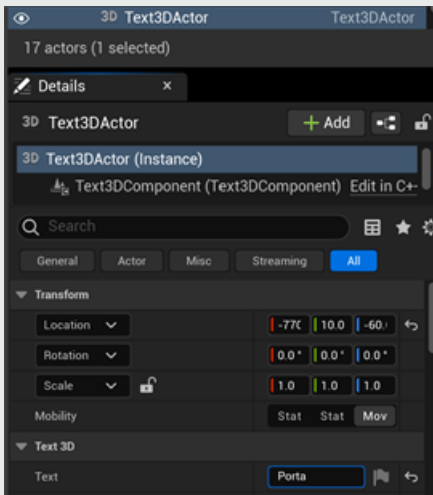 3D Text3DActor Text3DActor
17 actors (1 selected)
Details ×
3D Text3DActor + Add
3D Text3DActor (Instance)
Text3DComponent (Text3DComponent) Edit in C+
Search
General Actor Misc Streaming All
Transform
Location -770 10.0 -60.
Rotation 0.0° 0.0° 0.0°
Scale 1.0 1.0 1.0
Mobility Stat Stat Mov
Text 3D
Text Porta